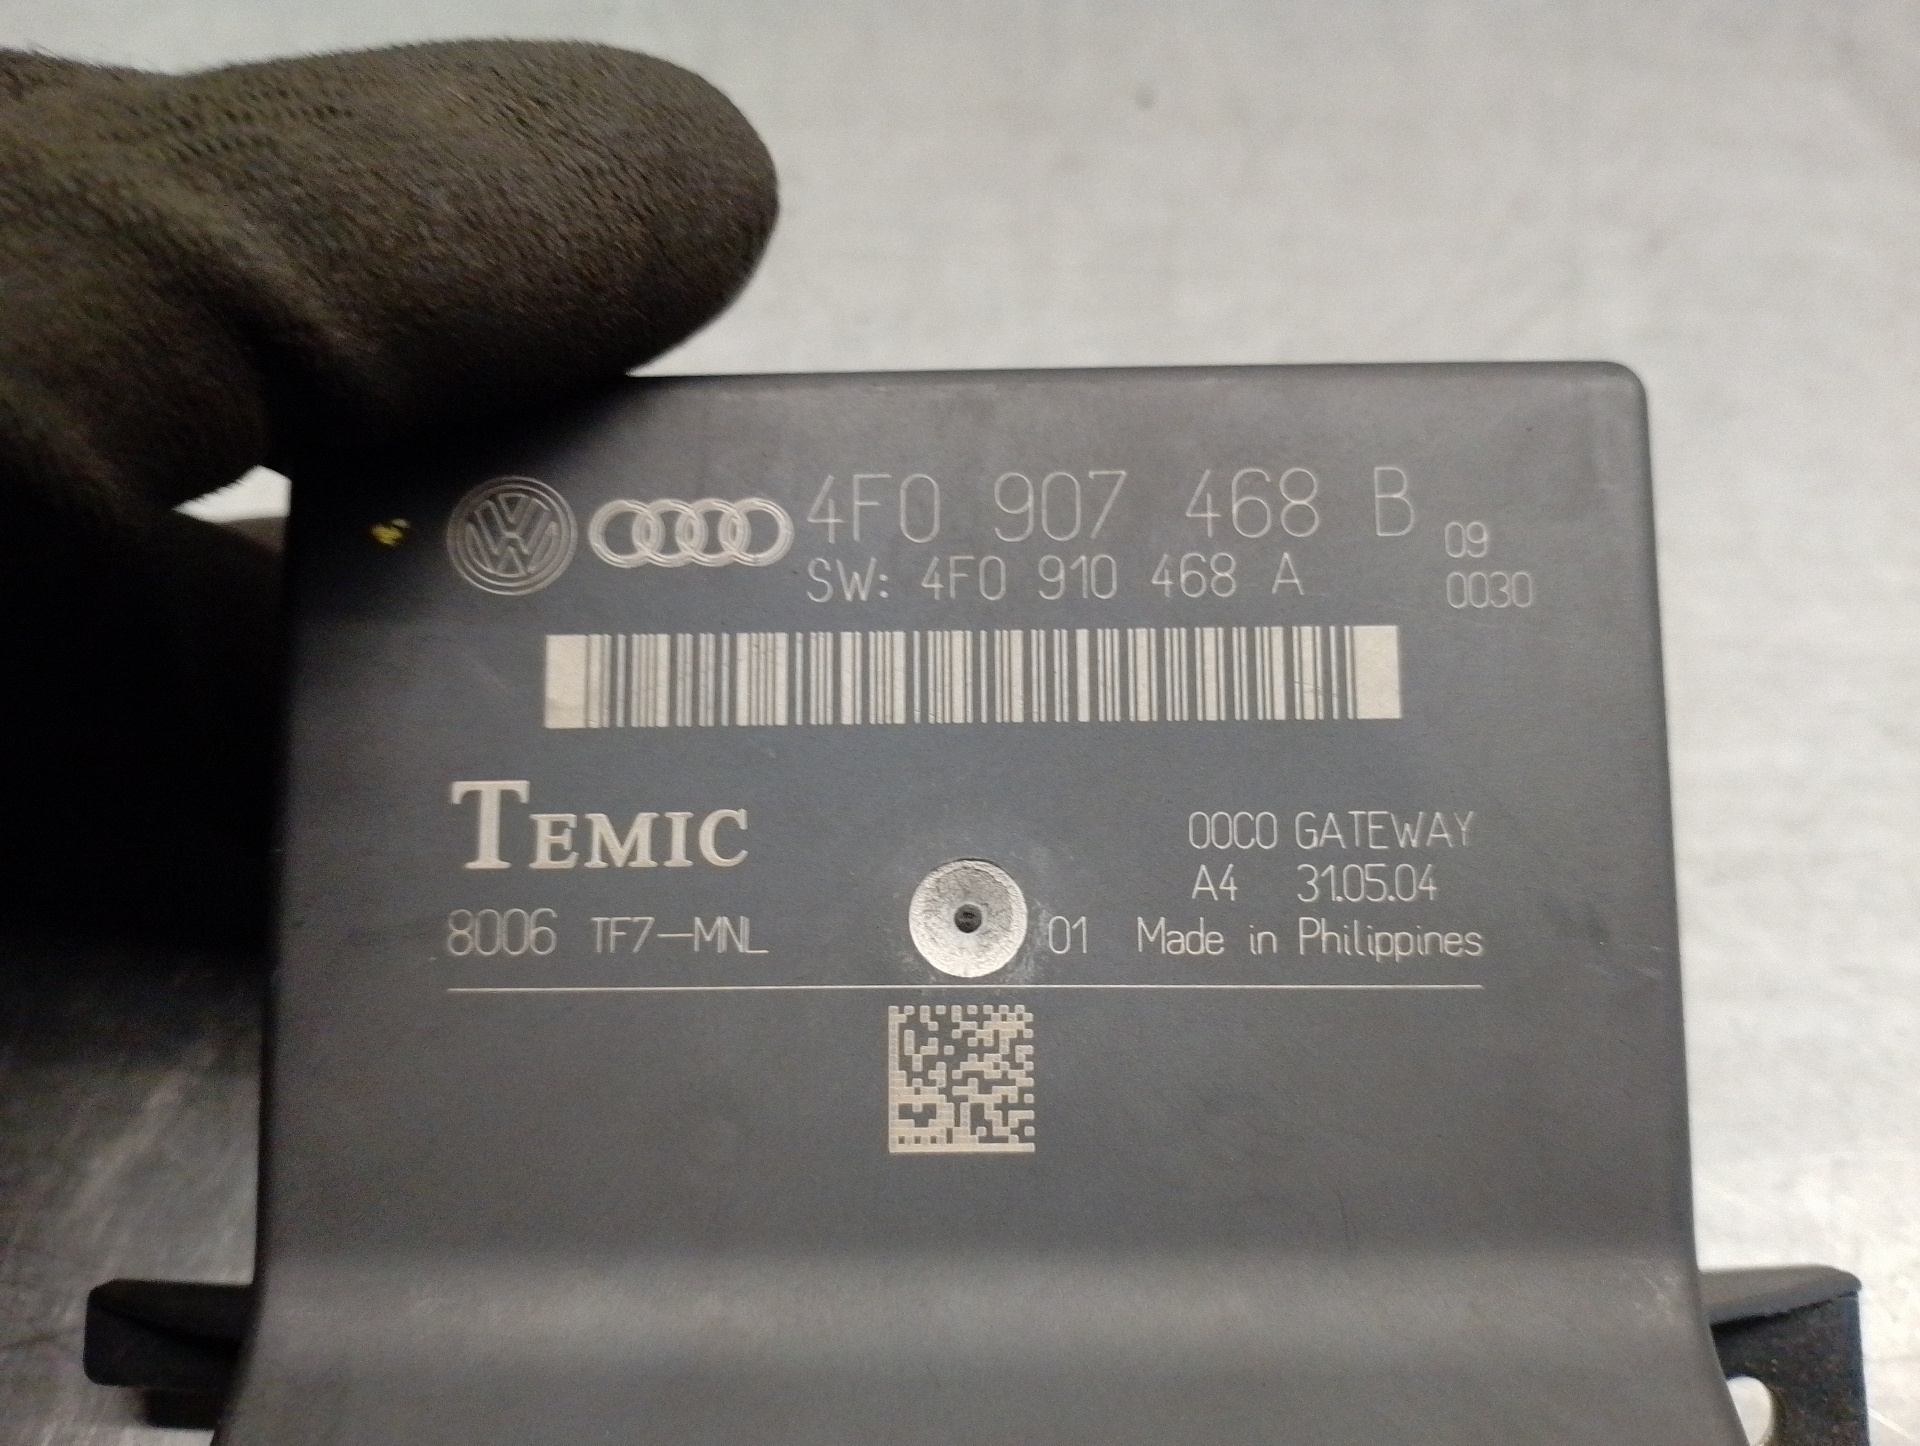 4F0 907 468 B 09
SW: 4F0 910 468 A 0030
TEMIC
00C0 GATEWAY
A4 31.05.04
8006 TF7-MNL 01 Made in Philippines